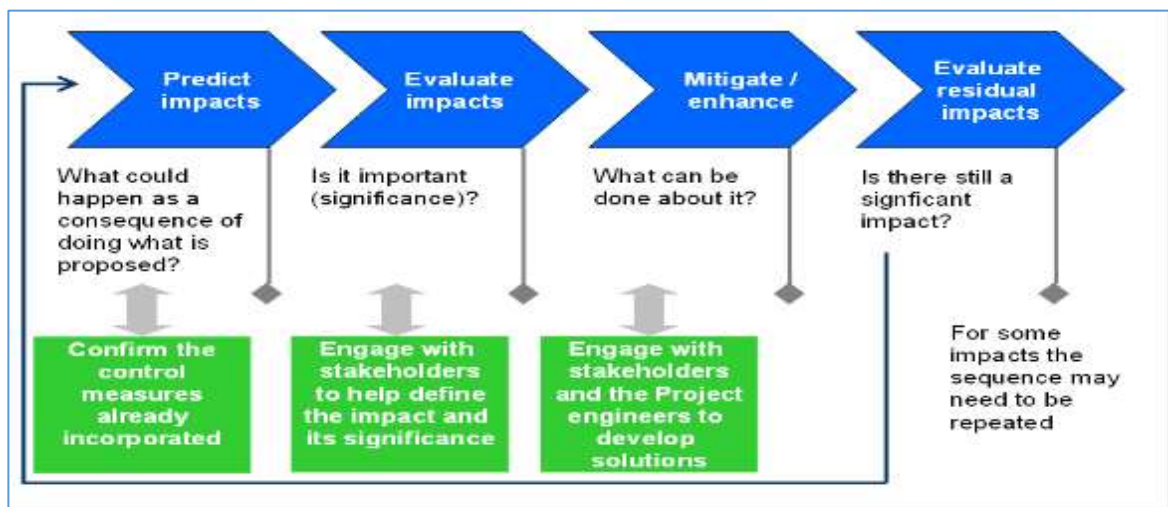 Predict
impacts
Evaluate
impacts
Mitigate /
enhance
Evaluate
residual
impacts
What could
happen as a
consequence of
doing what is
proposed?
Is it important
(significance)?
What can be
done about it?
Is there still a
signficant
impact?
Confirm the
control
measures
already
incorporated
Engage with
stakeholders
to help define
the impact and
its significance
Engage with
stakeholders
and the Project
engineers to
develop
solutions
For some
impacts the
sequence may
need to be
repeated